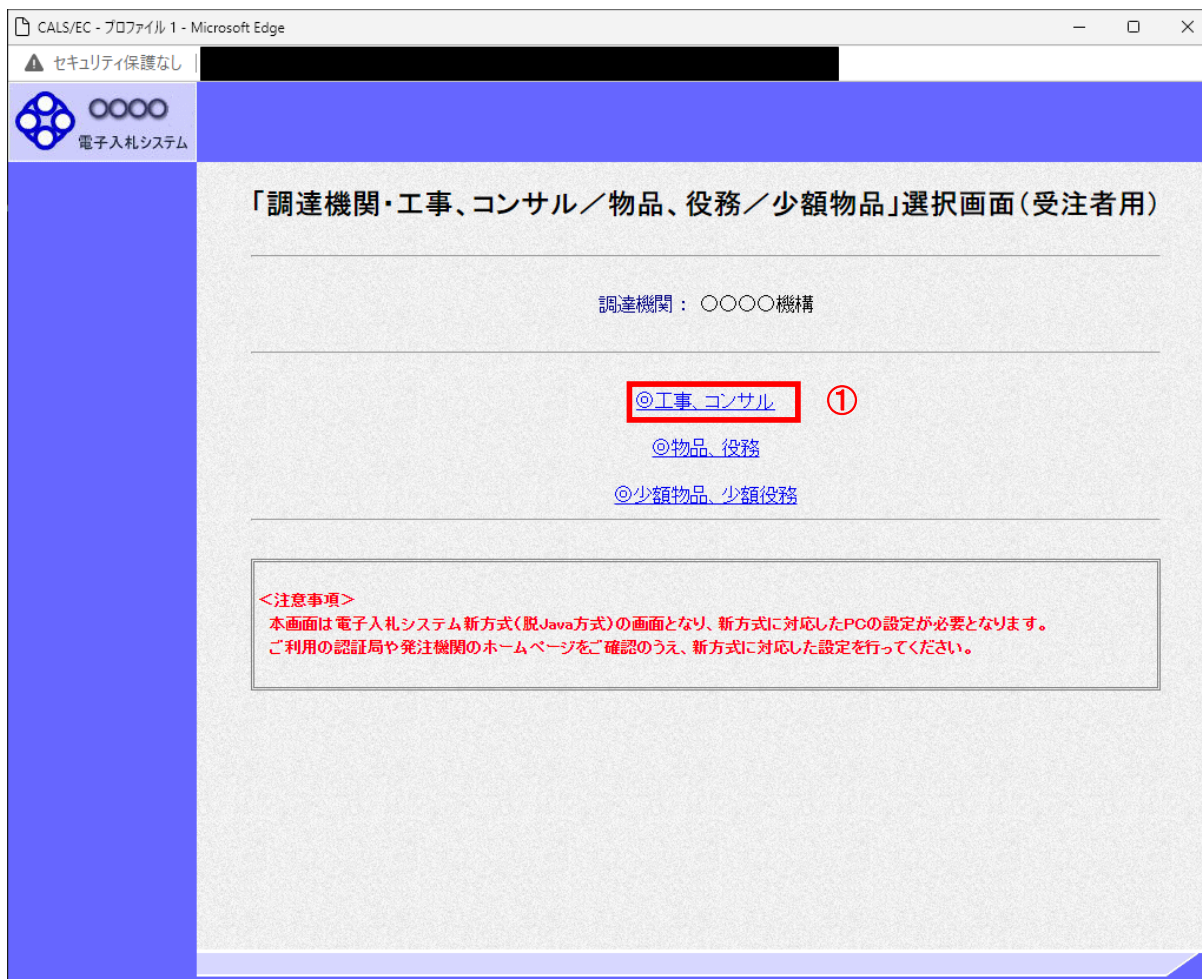 CALS/EC - プロファイル 1 - Microsoft Edge
セキュリティ保護なし
○○○○
電子入札システム
「調達機関・工事、コンサル／物品、役務／少額物品」選択画面(受注者用)
調達機関： ○○○○機構
◎工事、コンサル ①
◎物品、役務
◎少額物品、少額役務
＜注意事項＞
本画面は電子入札システム新方式(脱Java方式)の画面となり、新方式に対応したPCの設定が必要となります。
ご利用の認証局や発注機関のホームページをご確認のうえ、新方式に対応した設定を行ってください。